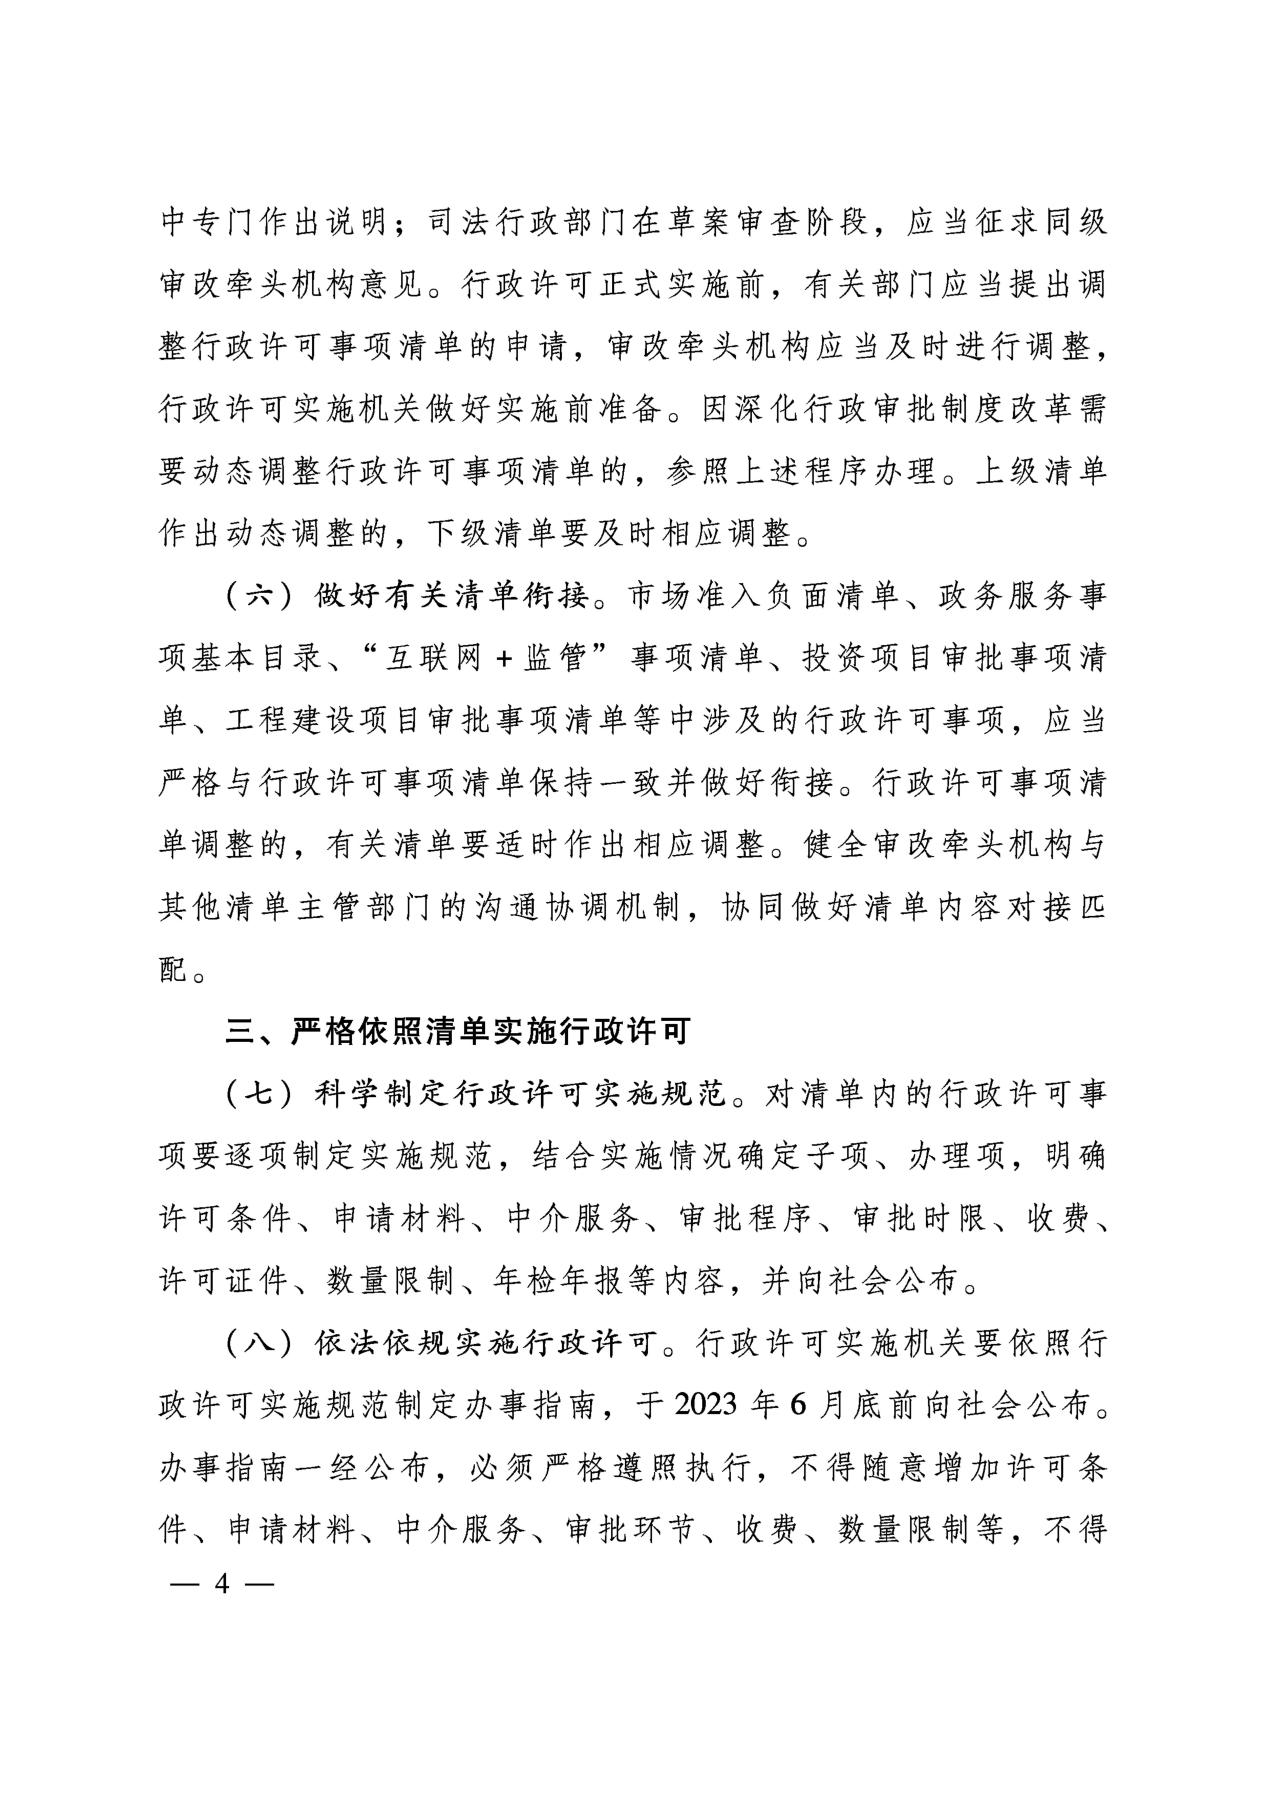 中专门作出说明；司法行政部门在草案审查阶段，应当征求同级
审改牵头机构意见。行政许可正式实施前，有关部门应当提出调
整行政许可事项清单的申请，审改牵头机构应当及时进行调整，
行政许可实施机关做好实施前准备。因深化行政审批制度改革需
要动态调整行政许可事项清单的，参照上述程序办理。上级清单
作出动态调整的，下级清单要及时相应调整。
（六）做好有关清单衔接。市场准入负面清单、政务服务事
项基本目录、“互联网+监管”事项清单、投资项目审批事项清
单、工程建设项目审批事项清单等中涉及的行政许可事项，应当
严格与行政许可事项清单保持一致并做好衔接。行政许可事项清
单调整的，有关清单要适时作出相应调整。健全审改牵头机构与
其他清单主管部门的沟通协调机制，协同做好清单内容对接匹
配。
三、严格依照清单实施行政许可
（七）科学制定行政许可实施规范。对清单内的行政许可事
项要逐项制定实施规范，结合实施情况确定子项、办理项，明确
许可条件、申请材料、中介服务、审批程序、审批时限、收费、
许可证件、数量限制、年检年报等内容，并向社会公布。
（八）依法依规实施行政许可。行政许可实施机关要依照行
政许可实施规范制定办事指南，于2023年6月底前向社会公布。
办事指南一经公布，必须严格遵照执行，不得随意增加许可条
件、申请材料、中介服务、审批环节、收费、数量限制等，不得
— 4 —